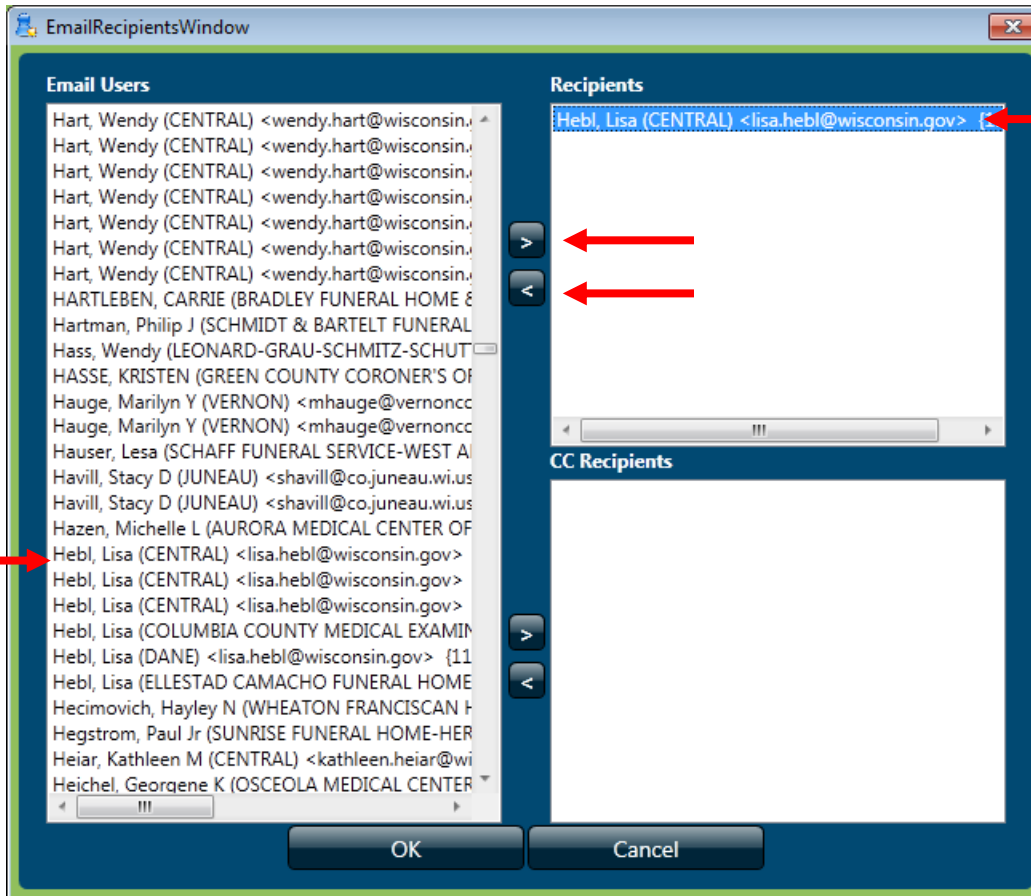 EmailRecipientsWindow
Email Users
Hart, Wendy (CENTRAL) <wendy.hart@wisconsin.
Hart, Wendy (CENTRAL) <wendy.hart@wisconsin.
Hart, Wendy (CENTRAL) <wendy.hart@wisconsin.
Hart, Wendy (CENTRAL) <wendy.hart@wisconsin.
Hart, Wendy (CENTRAL) <wendy.hart@wisconsin.
Hart, Wendy (CENTRAL) <wendy.hart@wisconsin.
Hart, Wendy (CENTRAL) <wendy.hart@wisconsin.
HARTLEBEN, CARRIE (BRADLEY FUNERAL HOME &
Hartman, Philip J (SCHMIDT & BARTELT FUNERAL
Hass, Wendy (LEONARD-GRAU-SCHMITZ-SCHUT
HASSE, KRISTEN (GREEN COUNTY CORONER'S OF
Hauge, Marilyn Y (VERNON) <mhauge@vernoncc
Hauge, Marilyn Y (VERNON) <mhauge@vernoncc
Hauser, Lesa (SCHAFF FUNERAL SERVICE-WEST A
Havill, Stacy D (JUNEAU) <shavill@co.juneau.wi.us
Havill, Stacy D (JUNEAU) <shavill@co.juneau.wi.us
Hazen, Michelle L (AURORA MEDICAL CENTER OF
Hebl, Lisa (CENTRAL) <lisa.hebl@wisconsin.gov>
Hebl, Lisa (CENTRAL) <lisa.hebl@wisconsin.gov>
Hebl, Lisa (CENTRAL) <lisa.hebl@wisconsin.gov>
Hebl, Lisa (COLUMBIA COUNTY MEDICAL EXAMIN
Hebl, Lisa (DANE) <lisa.hebl@wisconsin.gov> {11
Hebl, Lisa (ELLESTAD CAMACHO FUNERAL HOME
Hecimovich, Hayley N (WHEATON FRANCISCAN H
Hegstrom, Paul Jr (SUNRISE FUNERAL HOME-HER
Heiar, Kathleen M (CENTRAL) <kathleen.heiar@wi
Heichel, Georgene K (OSCEOLA MEDICAL CENTER
>
<
>
<
Recipients
Hebl, Lisa (CENTRAL) <lisa.hebl@wisconsin.gov> {1
CC Recipients
OK
Cancel